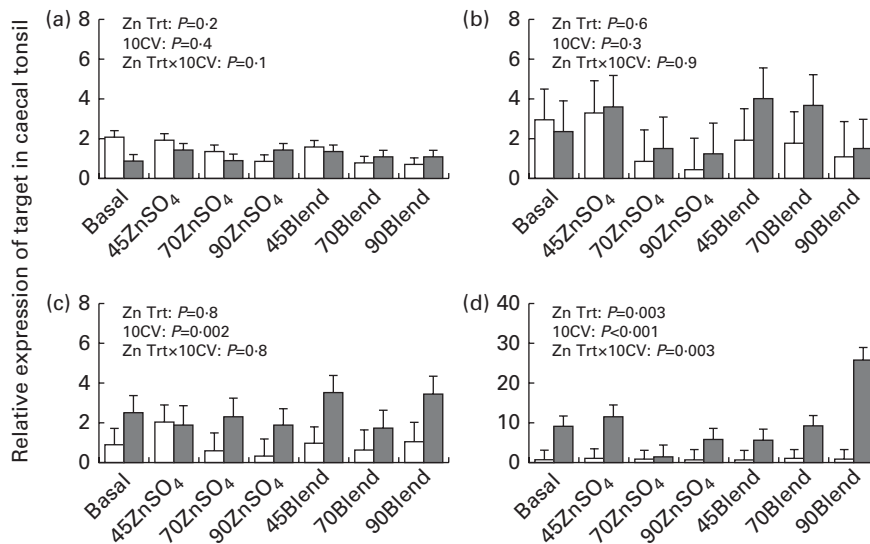 Relative expression of target in caecal tonsil
(a)
8
6
4
2
0
Zn Trt: P=0·2
10CV: P=0·4
Zn Trt×10CV: P=0·1
Basal
45ZnSO4
70ZnSO4
90ZnSO4
45Blend
70Blend
90Blend
(b)
8
6
4
2
0
Zn Trt: P=0·6
10CV: P=0·3
Zn Trt×10CV: P=0·9
Basal
45ZnSO4
70ZnSO4
90ZnSO4
45Blend
70Blend
90Blend
(c)
8
6
4
2
0
Zn Trt: P=0·8
10CV: P=0·002
Zn Trt×10CV: P=0·8
Basal
45ZnSO4
70ZnSO4
90ZnSO4
45Blend
70Blend
90Blend
(d)
40
30
20
10
0
Zn Trt: P=0·003
10CV: P<0·001
Zn Trt×10CV: P=0·003
Basal
45ZnSO4
70ZnSO4
90ZnSO4
45Blend
70Blend
90Blend